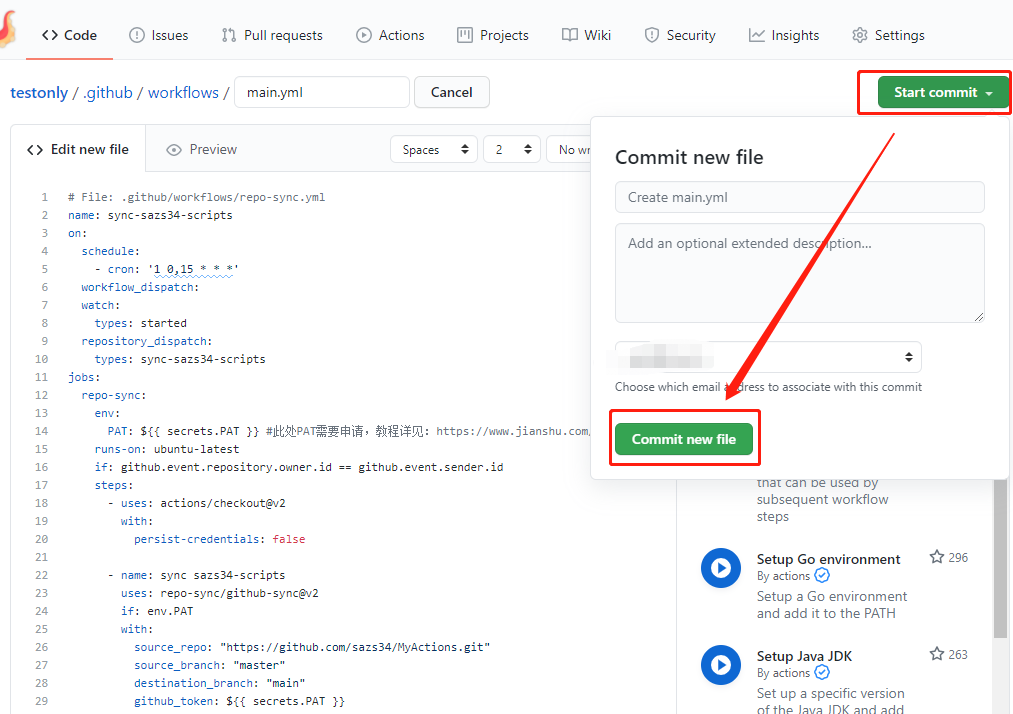 Code
Issues
Pull requests
Actions
Projects
Wiki
Security
Insights
Settings
testonly / .github / workflows / main.yml
Cancel
Start commit
Edit new file
Preview
Spaces
2
No wr
1 # File: .github/workflows/repo-sync.yml
2 name: sync-sazs34-scripts
3 on:
4 schedule:
5 - cron: '1 0,15 * * *'
6 workflow_dispatch:
7 watch:
8 types: started
9 repository_dispatch:
10 types: sync-sazs34-scripts
11 jobs:
12 repo-sync:
13 env:
14 PAT: ${{ secrets.PAT }} #此处PAT需要申请，教程详见：https://www.jianshu.com
15 runs-on: ubuntu-latest
16 if: github.event.repository.owner.id == github.event.sender.id
17 steps:
18 - uses: actions/checkout@v2
19 with:
20 persist-credentials: false
21
22 - name: sync sazs34-scripts
23 uses: repo-sync/github-sync@v2
24 if: env.PAT
25 with:
26 source_repo: "https://github.com/sazs34/MyActions.git"
27 source_branch: "master"
28 destination_branch: "main"
29 github_token: ${{ secrets.PAT }}
Commit new file
Create main.yml
Add an optional extended description...
Choose which email address to associate with this commit
Commit new file
that can be used by
subsequent workflow
steps
Setup Go environment
296
By actions
Setup a Go environment
and add it to the PATH
Setup Java JDK
263
By actions
Set up a specific version
of the Java JDK and add